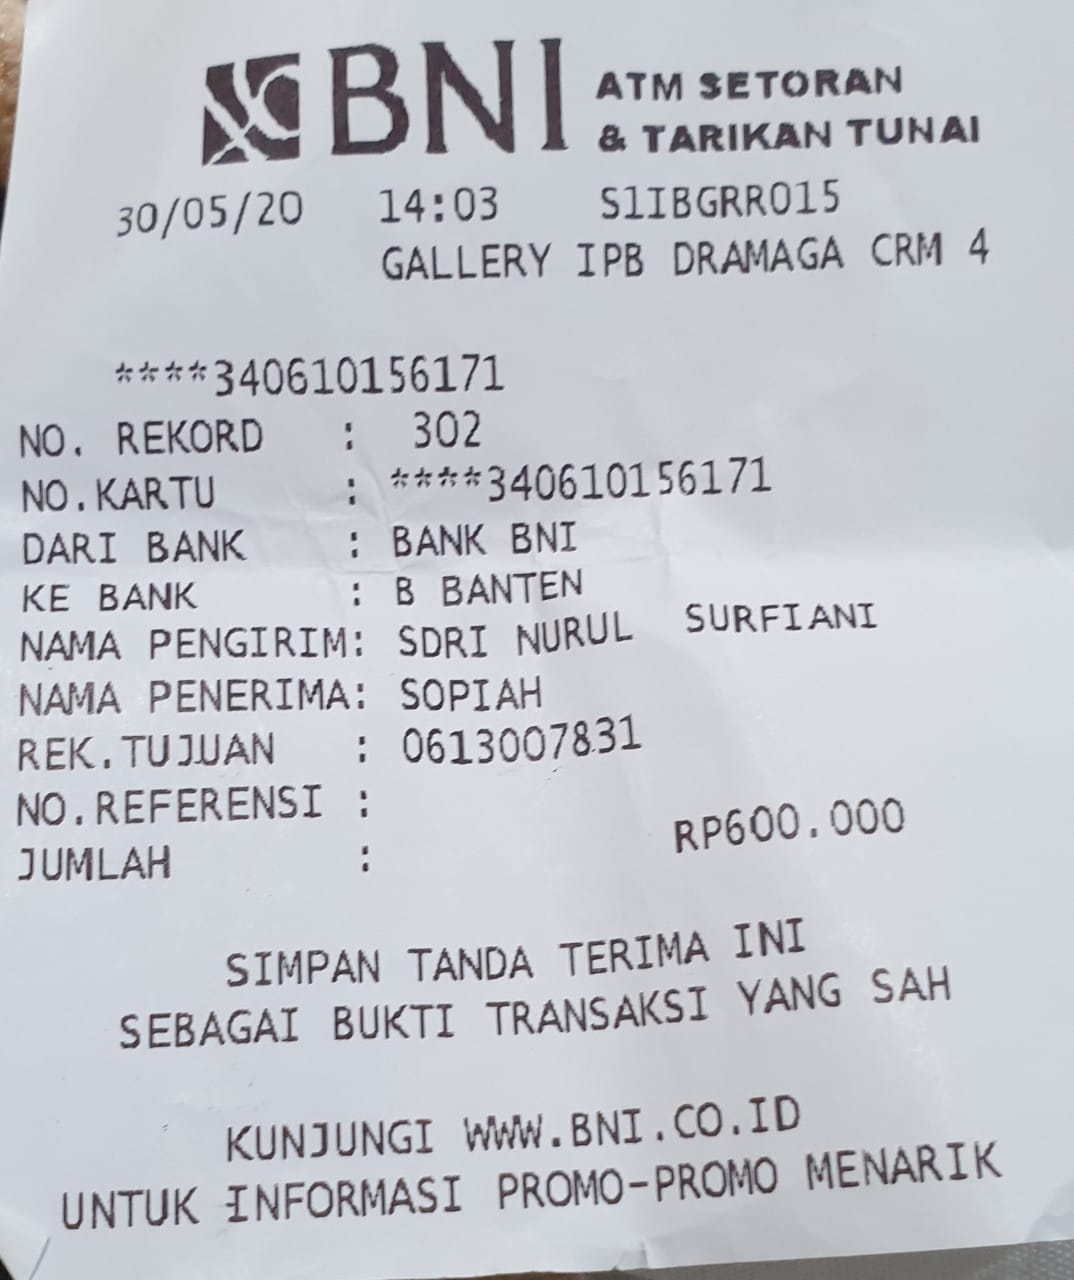 BNI ATM SETORAN
& TARIKAN TUNAI
30/05/20 14:03 S1IBGRR015
GALLERY IPB DRAMAGA CRM 4
****340610156171
NO. REKORD : 302
NO.KARTU : ****340610156171
DARI BANK : BANK BNI
KE BANK : B BANTEN
NAMA PENGIRIM: SDRI NURUL SURFIANI
NAMA PENERIMA: SOPIAH
REK.TUJUAN : 0613007831
NO.REFERENSI :
JUMLAH : RP600.000
SIMPAN TANDA TERIMA INI
SEBAGAI BUKTI TRANSAKSI YANG SAH
KUNJUNGI WWW.BNI.CO.ID
UNTUK INFORMASI PROMO-PROMO MENARIK